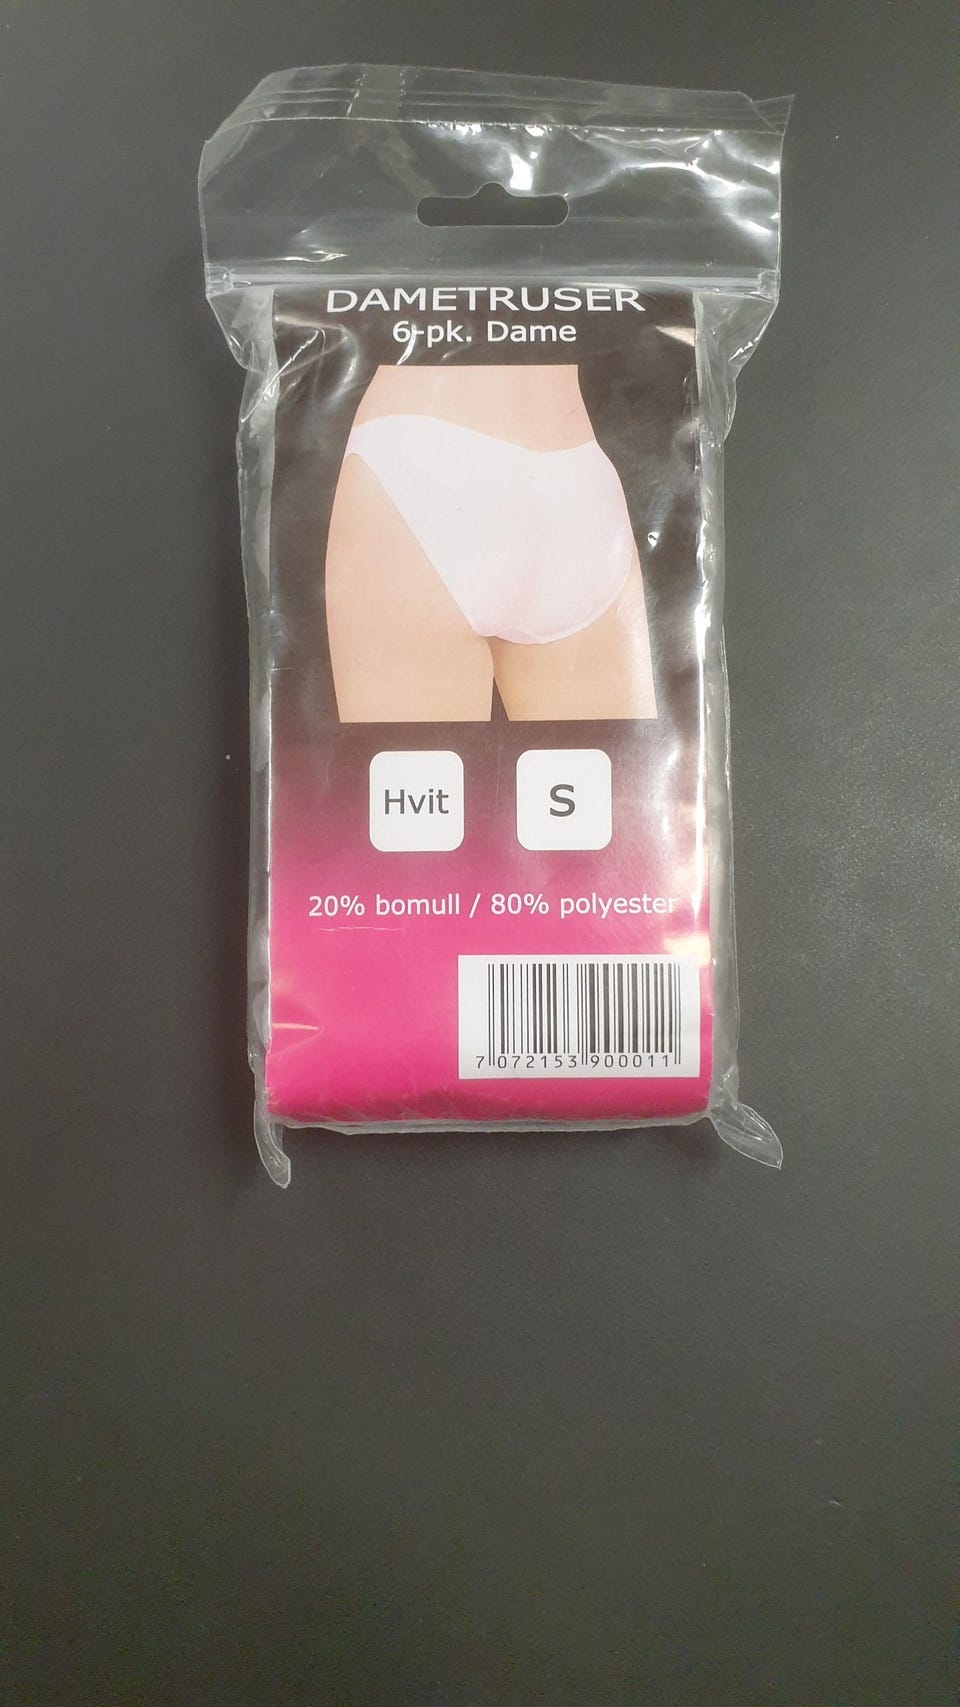 DAMETRUSER
6-pk. Dame
Hvit
S
20% bomull / 80% polyester
7 072153 900011